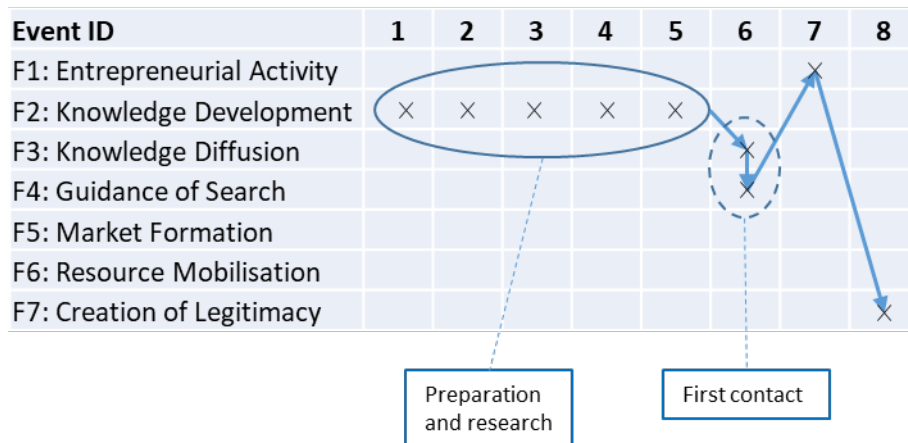 Event ID 1 2 3 4 5 6 7 8
F1: Entrepreneurial Activity X
F2: Knowledge Development X X X X X
F3: Knowledge Diffusion X
F4: Guidance of Search X
F5: Market Formation
F6: Resource Mobilisation
F7: Creation of Legitimacy X
Preparation
and research
First contact